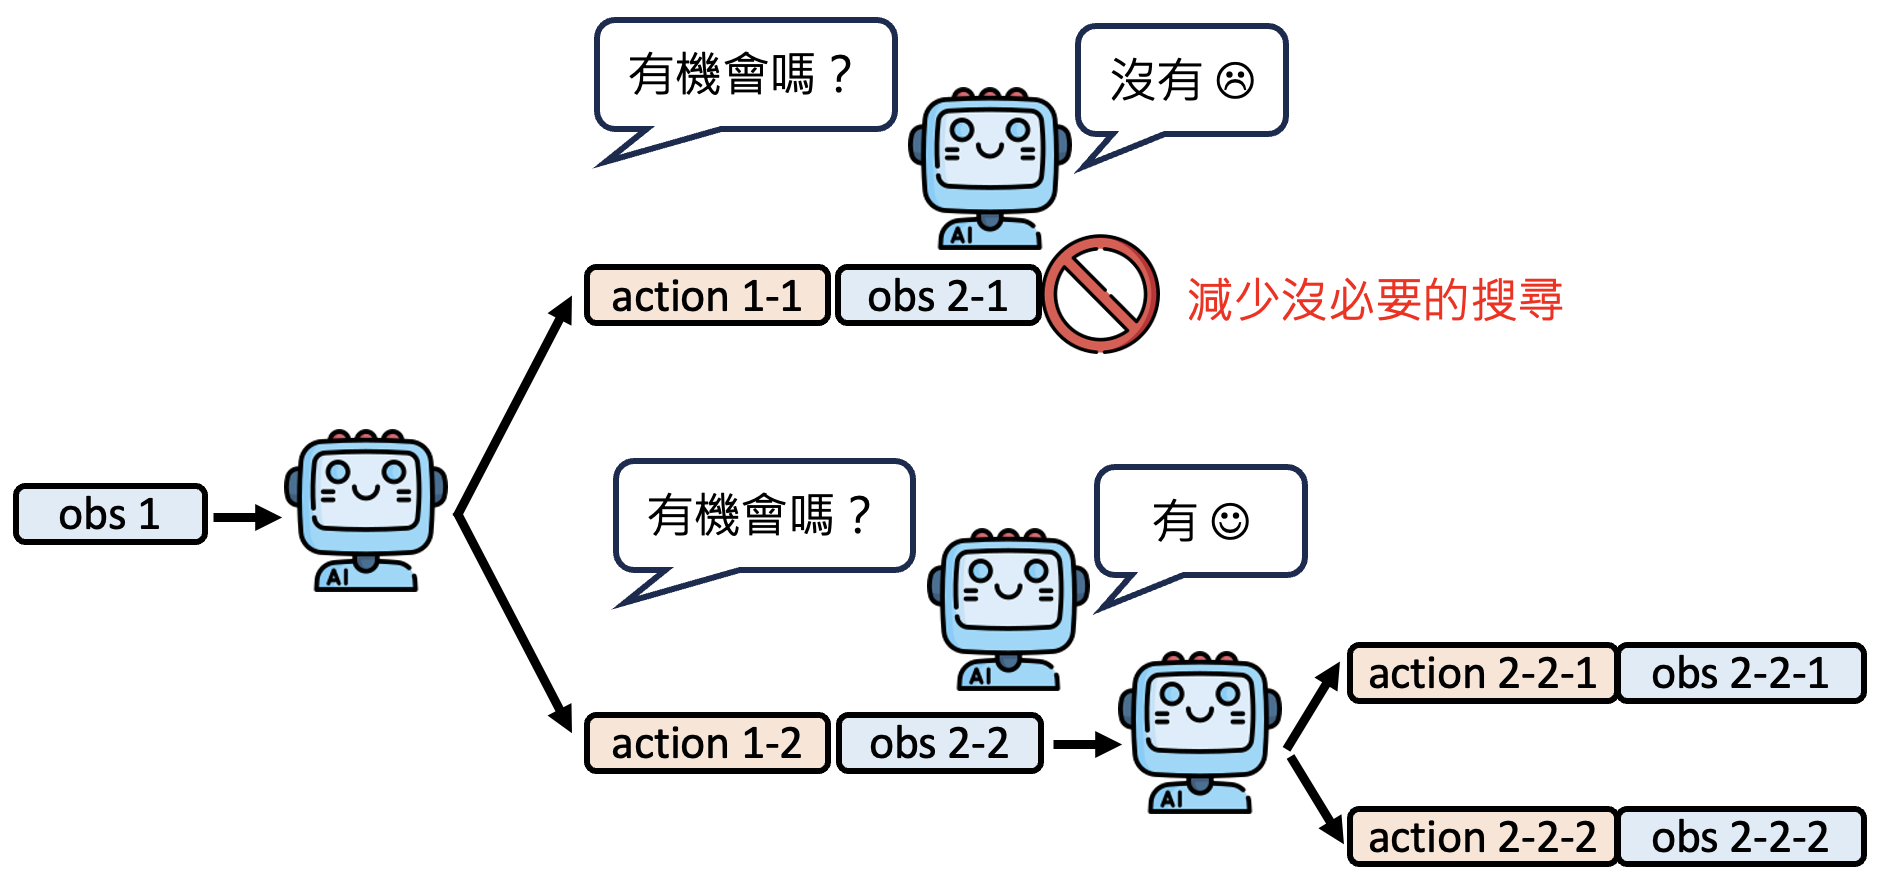 有機會嗎？
沒有☹
AI
action 1-1
obs 2-1
減少沒必要的搜尋
obs 1
AI
有機會嗎？
有☺
AI
action 1-2
obs 2-2
AI
action 2-2-1
obs 2-2-1
action 2-2-2
obs 2-2-2